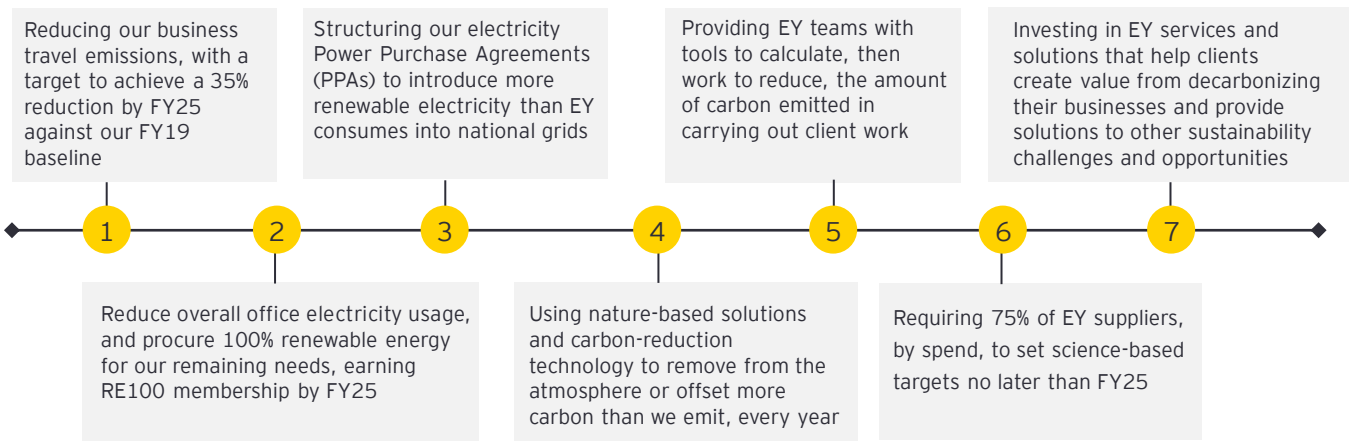 Reducing our business
travel emissions, with a
target to achieve a 35%
reduction by FY25
against our FY19
baseline
Structuring our electricity
Power Purchase Agreements
(PPAs) to introduce more
renewable electricity than EY
consumes into national grids
Providing EY teams with
tools to calculate, then
work to reduce, the
amount of carbon emitted in
carrying out client work
Investing in EY services and
solutions that help clients
create value from decarbonizing
their businesses and provide
solutions to other sustainability
challenges and opportunities
1
2
3
4
5
6
7
Reduce overall office electricity usage,
and procure 100% renewable energy
for our remaining needs, earning
RE100 membership by FY25
Using nature-based solutions
and carbon-reduction
technology to remove from the
atmosphere or offset more
carbon than we emit, every year
Requiring 75% of EY suppliers,
by spend, to set science-based
targets no later than FY25